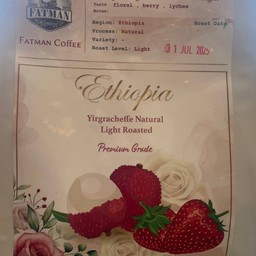 Taste floral , berry , lychee
Notes:
FATMAN
FATMAN COFFEE
Region: Ethiopia
Roast Date
Process: Natural
Variety: -
Roast Level: Light
01 JUL 2025
Ethiopia
Yirgracheffe Natural
Light Roasted
Premium Grade